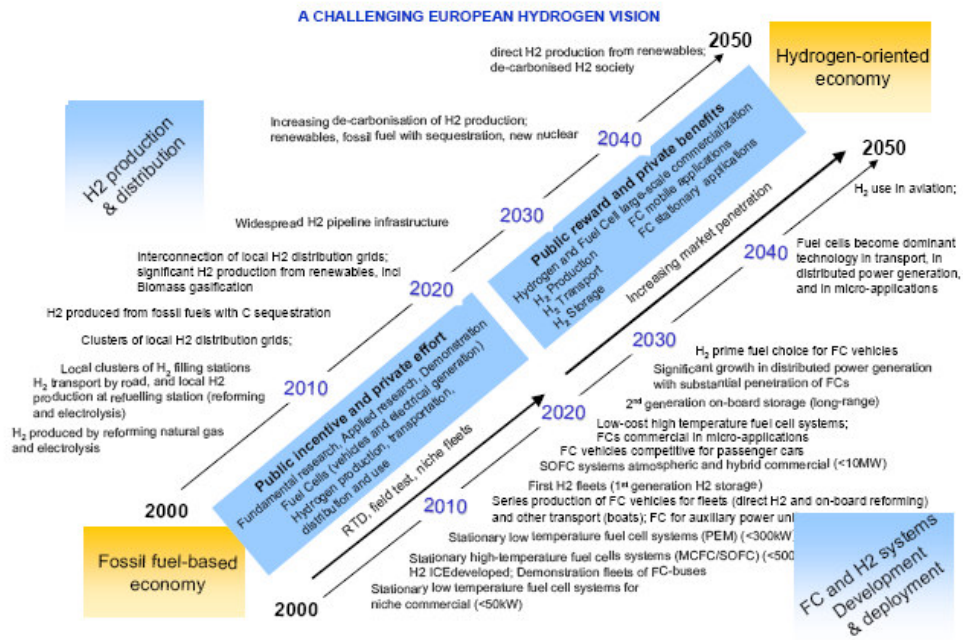 A CHALLENGING EUROPEAN HYDROGEN VISION
2050
direct H2 production from renewables;
de-carbonised H2 society
Hydrogen-oriented
economy
H2 production
& distribution
Increasing de-carbonisation of H2 production;
renewables, fossil fuel with sequestration, new nuclear
2040
Public reward and private benefits
Hydrogen and Fuel Cell large-scale commercialization
FC mobile applications
FC stationary applications
H2 Production
H2 Transport
H2 Storage
2050
H2 use in aviation;
Widespread H2 pipeline infrastructure
2030
Increasing market penetration
2040
Fuel cells become dominant
technology in transport, in
distributed power generation,
and in micro-applications
Interconnection of local H2 distribution grids;
significant H2 production from renewables, incl
Biomass gasification
2020
H2 produced from fossil fuels with C sequestration
Clusters of local H2 distribution grids;
Public incentive and private effort
Fundamental research, Applied research, Demonstration
Fuel Cells (vehicles and electrical generation)
Hydrogen production, transportation,
distribution and use
2030
H2 prime fuel choice for FC vehicles
Significant growth in distributed power generation
with substantial penetration of FCs
Local clusters of H2 filling stations
H2 transport by road, and local H2
production at refuelling station (reforming
and electrolysis)
2010
2020
2nd generation on-board storage (long-range)
Low-cost high temperature fuel cell systems;
FCs commercial in micro-applications
FC vehicles competitive for passenger cars
SOFC systems atmospheric and hybrid commercial (<10MW)
H2 produced by reforming natural gas
and electrolysis
RTD, field test, niche fleets
First H2 fleets (1st generation H2 storage)
2010
Series production of FC vehicles for fleets (direct H2 and on-board reforming)
and other transport (boats); FC for auxiliary power
2000
Stationary low temperature fuel cell systems (PEM) (<300kW)
Stationary high-temperature fuel cells systems (MCFC/SOFC)
H2 ICEdeveloped; Demonstration fleets of FC-buses
Stationary low temperature fuel cell systems for
niche commercial (<50kW)
Fossil fuel-based
economy
2000
FC and H2 systems
Development
& deployment